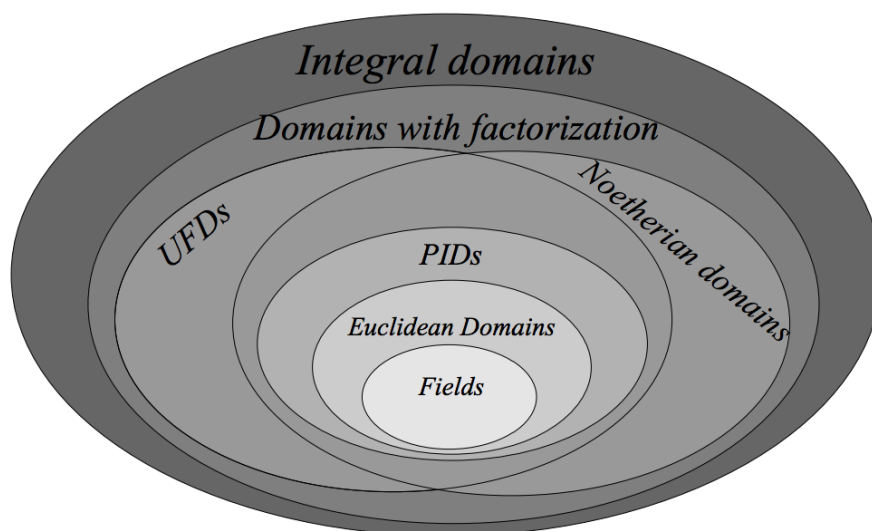 Integral domains
Domains with factorization
UFDs
Noetherian domains
PIDs
Euclidean Domains
Fields